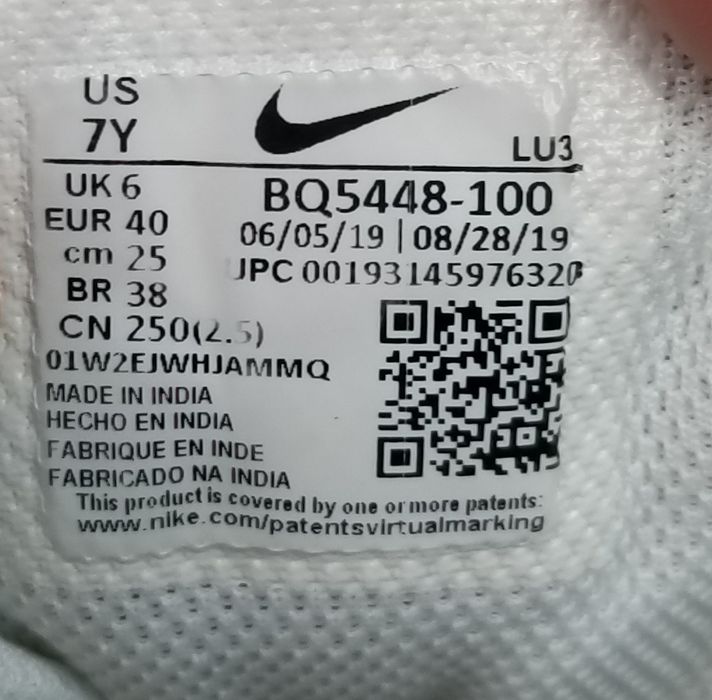 US
7Y
LU3
UK 6
EUR 40
cm 25
BR 38
CN 250(2.5)
BQ5448-100
06/05/19 | 08/28/19
UPC 00193145976320
01W2EJWHJAMMQ
MADE IN INDIA
HECHO EN INDIA
FABRIQUE EN INDE
FABRICADO NA INDIA
This product is covered by one or more patents:
www.nike.com/patentsvirtualmarking